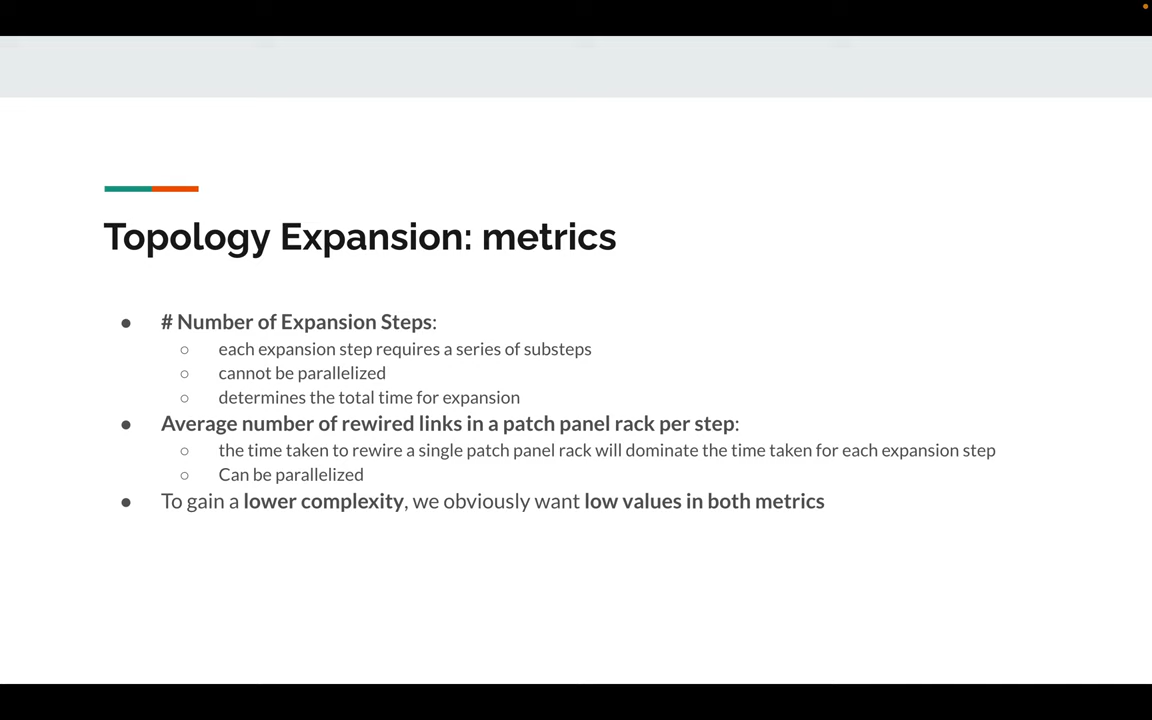 Topology Expansion: metrics
● # Number of Expansion Steps:
○ each expansion step requires a series of substeps
○ cannot be parallelized
○ determines the total time for expansion
● Average number of rewired links in a patch panel rack per step:
○ the time taken to rewire a single patch panel rack will dominate the time taken for each expansion step
○ Can be parallelized
● To gain a lower complexity, we obviously want low values in both metrics